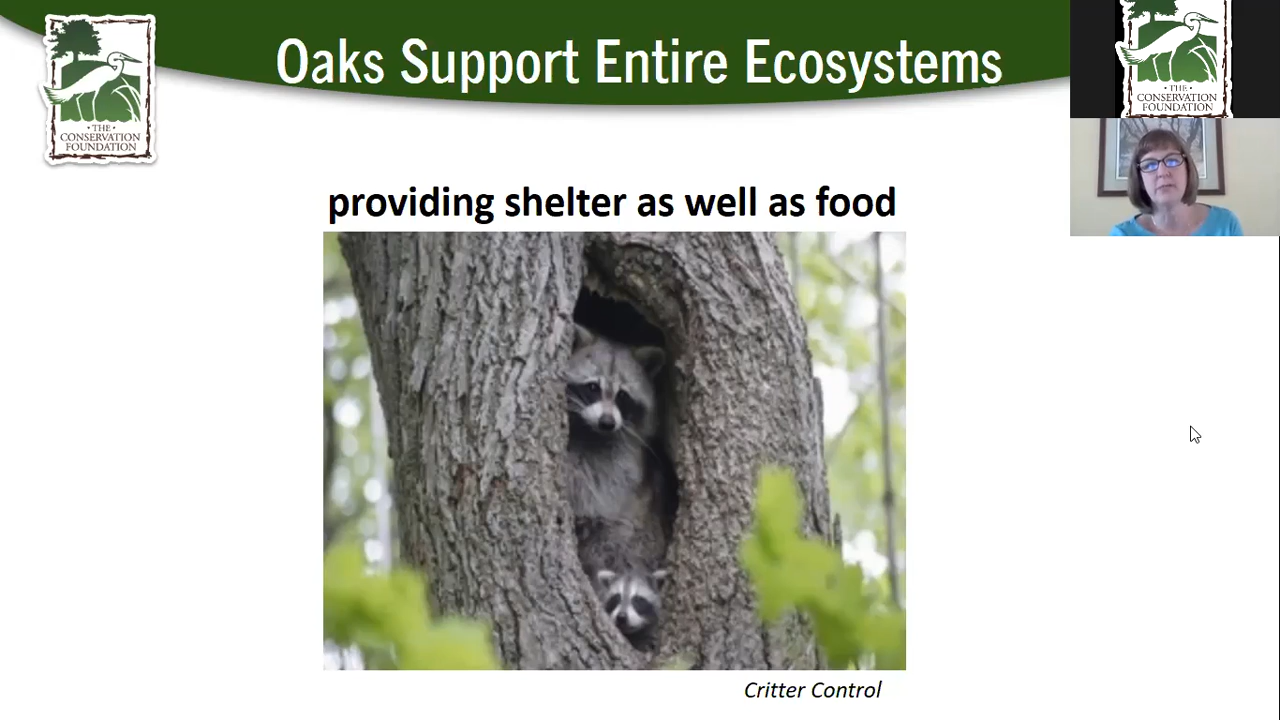 Oaks Support Entire Ecosystems
• THE •
CONSERVATION
FOUNDATION
THE
CONSERVATION
FOUNDATION
providing shelter as well as food
Critter Control